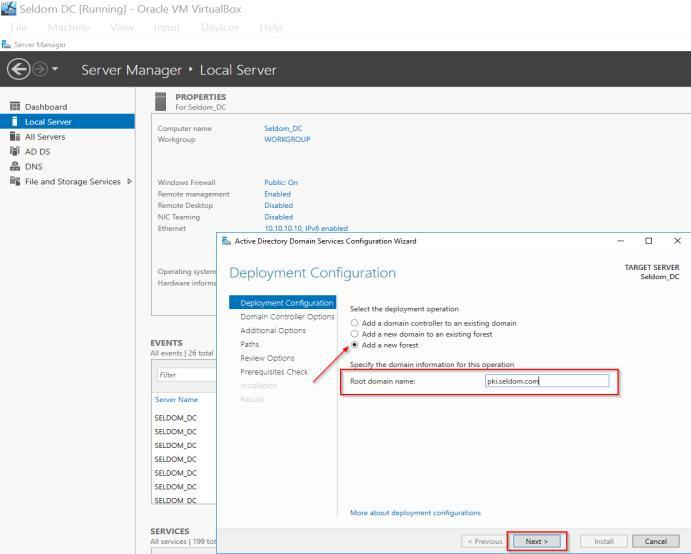 Seldom DC [Running] - Oracle VM VirtualBox
File Machine View Input Devices Help
Server Manager
Server Manager • Local Server
Dashboard
Local Server
All Servers
AD DS
DNS
File and Storage Services
PROPERTIES
For Seldom_DC
Computer name Seldom_DC
Workgroup WORKGROUP
Windows Firewall Public: On
Remote management Enabled
Remote Desktop Disabled
NIC Teaming Disabled
Ethernet 10.10.10.10, IPv6 enabled
Operating system
Hardware informa
EVENTS
All events | 26 total
Filter
Server Name
SELDOM_DC
SELDOM_DC
SELDOM_DC
SELDOM_DC
SELDOM_DC
SELDOM_DC
SELDOM_DC
SERVICES
All services | 199 tot
Active Directory Domain Services Configuration Wizard
Deployment Configuration
TARGET SERVER
Seldom_DC
Deployment Configuration
Domain Controller Options
Additional Options
Paths
Review Options
Prerequisites Check
Installation
Results
Select the deployment operation
Add a domain controller to an existing domain
Add a new domain to an existing forest
Add a new forest
Specify the domain information for this operation
Root domain name: pki.seldom.com
More about deployment configurations
< Previous Next > Install Cancel